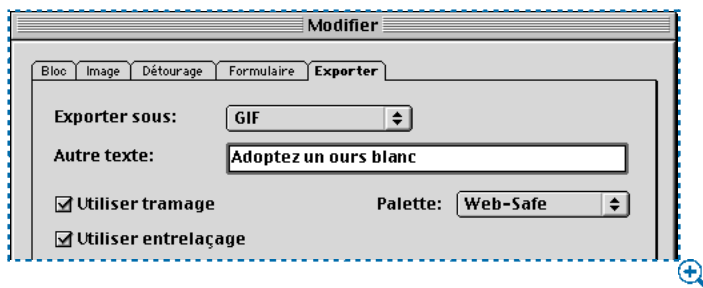 Modifier
Bloc Image Détourage Formulaire Exporter
Exporter sous: GIF
Autre texte: Adoptez un ours blanc
Utiliser tramage Palette: Web-Safe
Utiliser entrelaçage